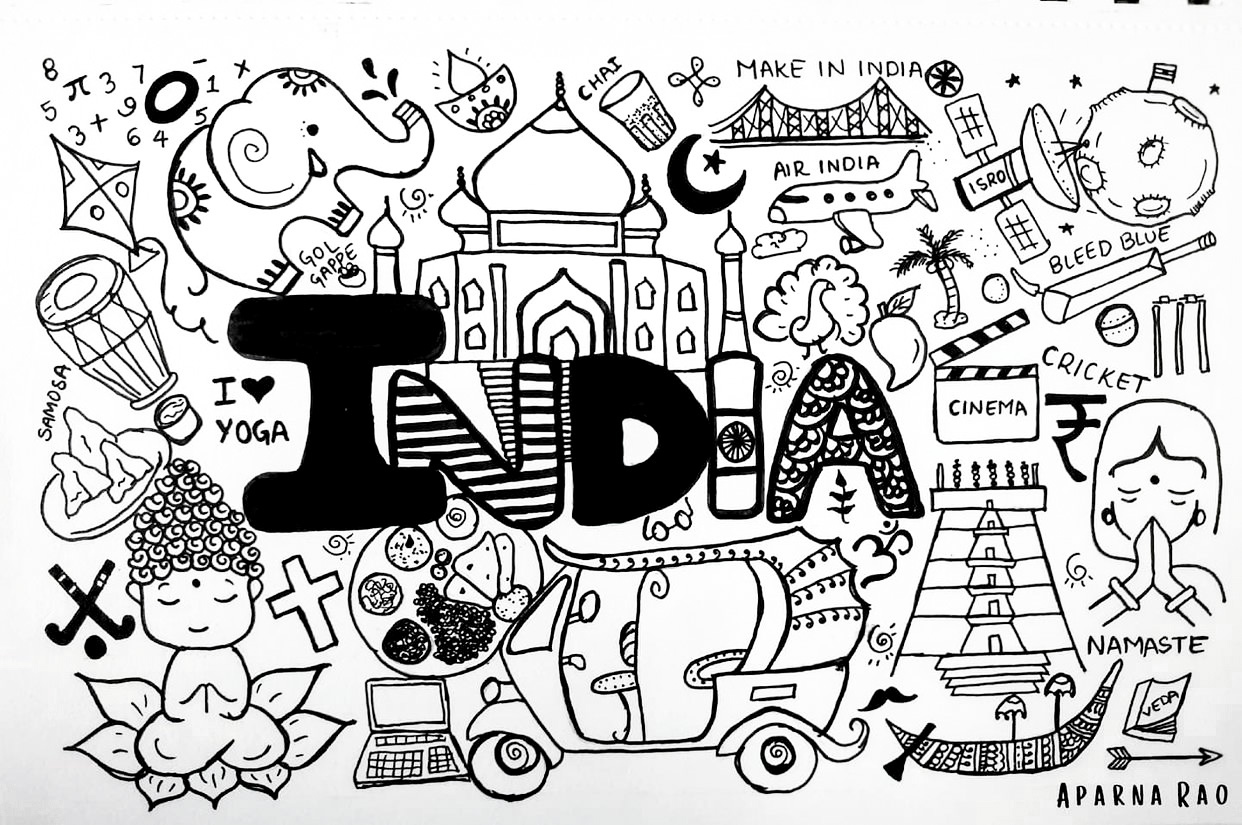 8 π 3 7 - 1 x
5 9 0 5
3 + 6 4
CHAI
MAKE IN INDIA
AIR INDIA
ISRO
GOL
GAPPE
BLEED BLUE
SAMOSA
I ♥
YOGA
INDIA
CINEMA
CRICKET
₹
ॐ
NAMASTE
VEDA
APARNA RAO